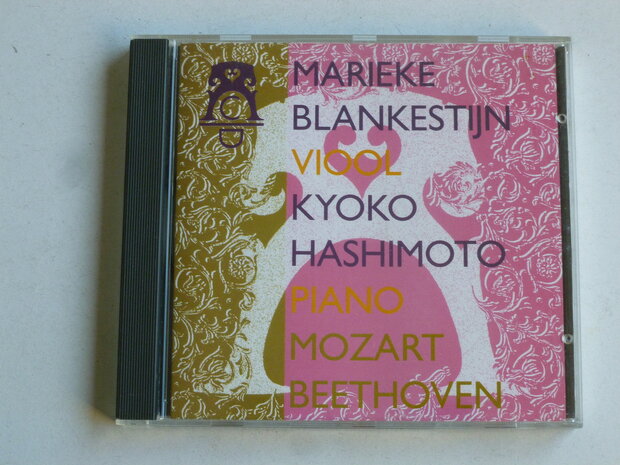 MARIEKE
BLANKESTIJN
VIOOL
KYOKO
HASHIMOTO
PIANO
MOZART
BEETHOVEN